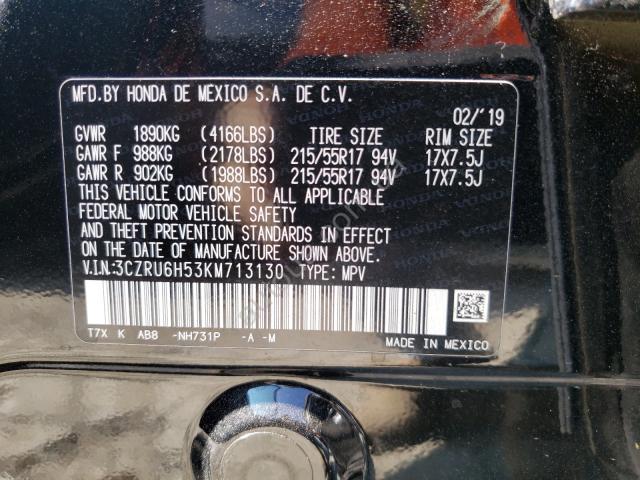 MFD.BY HONDA DE MEXICO S.A. DE C.V.
02/'19
GVWR 1890KG (4166LBS) TIRE SIZE RIM SIZE
GAWR F 988KG (2178LBS) 215/55R17 94V 17X7.5J
GAWR R 902KG (1988LBS) 215/55R17 94V 17X7.5J
THIS VEHICLE CONFORMS TO ALL APPLICABLE
FEDERAL MOTOR VEHICLE SAFETY
AND THEFT PREVENTION STANDARDS IN EFFECT
ON THE DATE OF MANUFACTURE SHOWN ABOVE.
V.I.N:3CZRU6H53KM713130 TYPE: MPV
T7X K AB8 -NH731P -A -M
MADE IN MEXICO